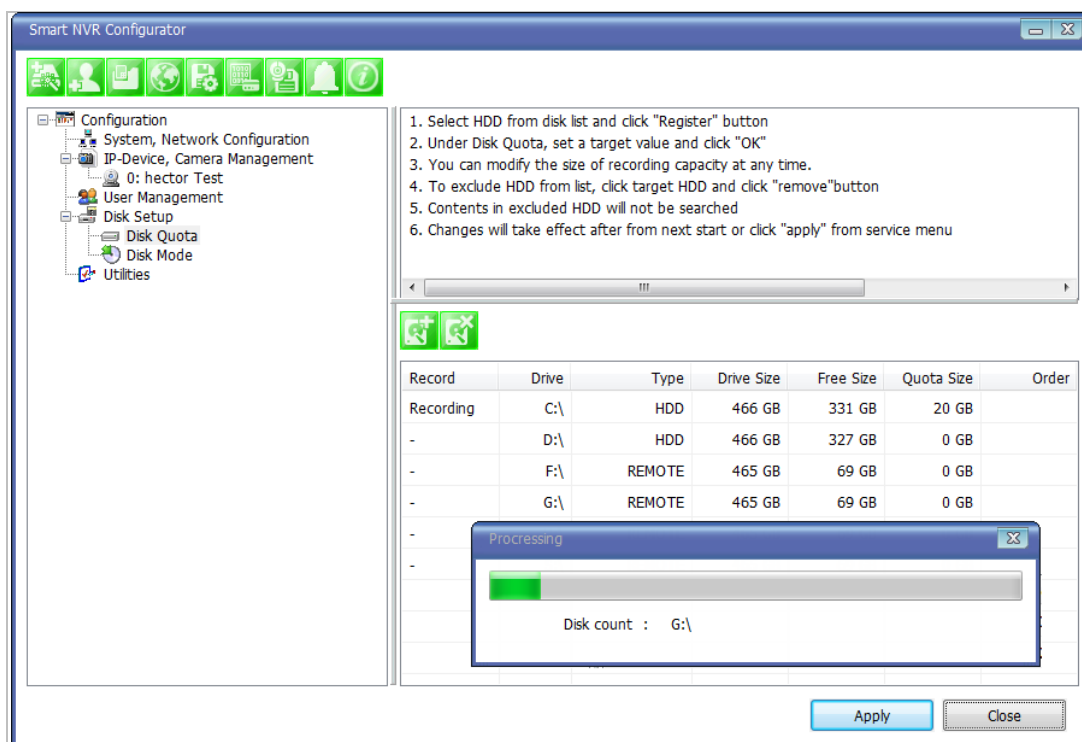 Smart NVR Configurator
Configuration
System, Network Configuration
IP-Device, Camera Management
0: hector Test
User Management
Disk Setup
Disk Quota
Disk Mode
Utilities
1. Select HDD from disk list and click "Register" button
2. Under Disk Quota, set a target value and click "OK"
3. You can modify the size of recording capacity at any time.
4. To exclude HDD from list, click target HDD and click "remove"button
5. Contents in excluded HDD will not be searched
6. Changes will take effect after from next start or click "apply" from service menu
Record Drive Type Drive Size Free Size Quota Size Order
Recording C:\ HDD 466 GB 331 GB 20 GB
- D:\ HDD 466 GB 327 GB 0 GB
- F:\ REMOTE 465 GB 69 GB 0 GB
- G:\ REMOTE 465 GB 69 GB 0 GB
-
-
Procressing
Disk count : G:\
Apply Close